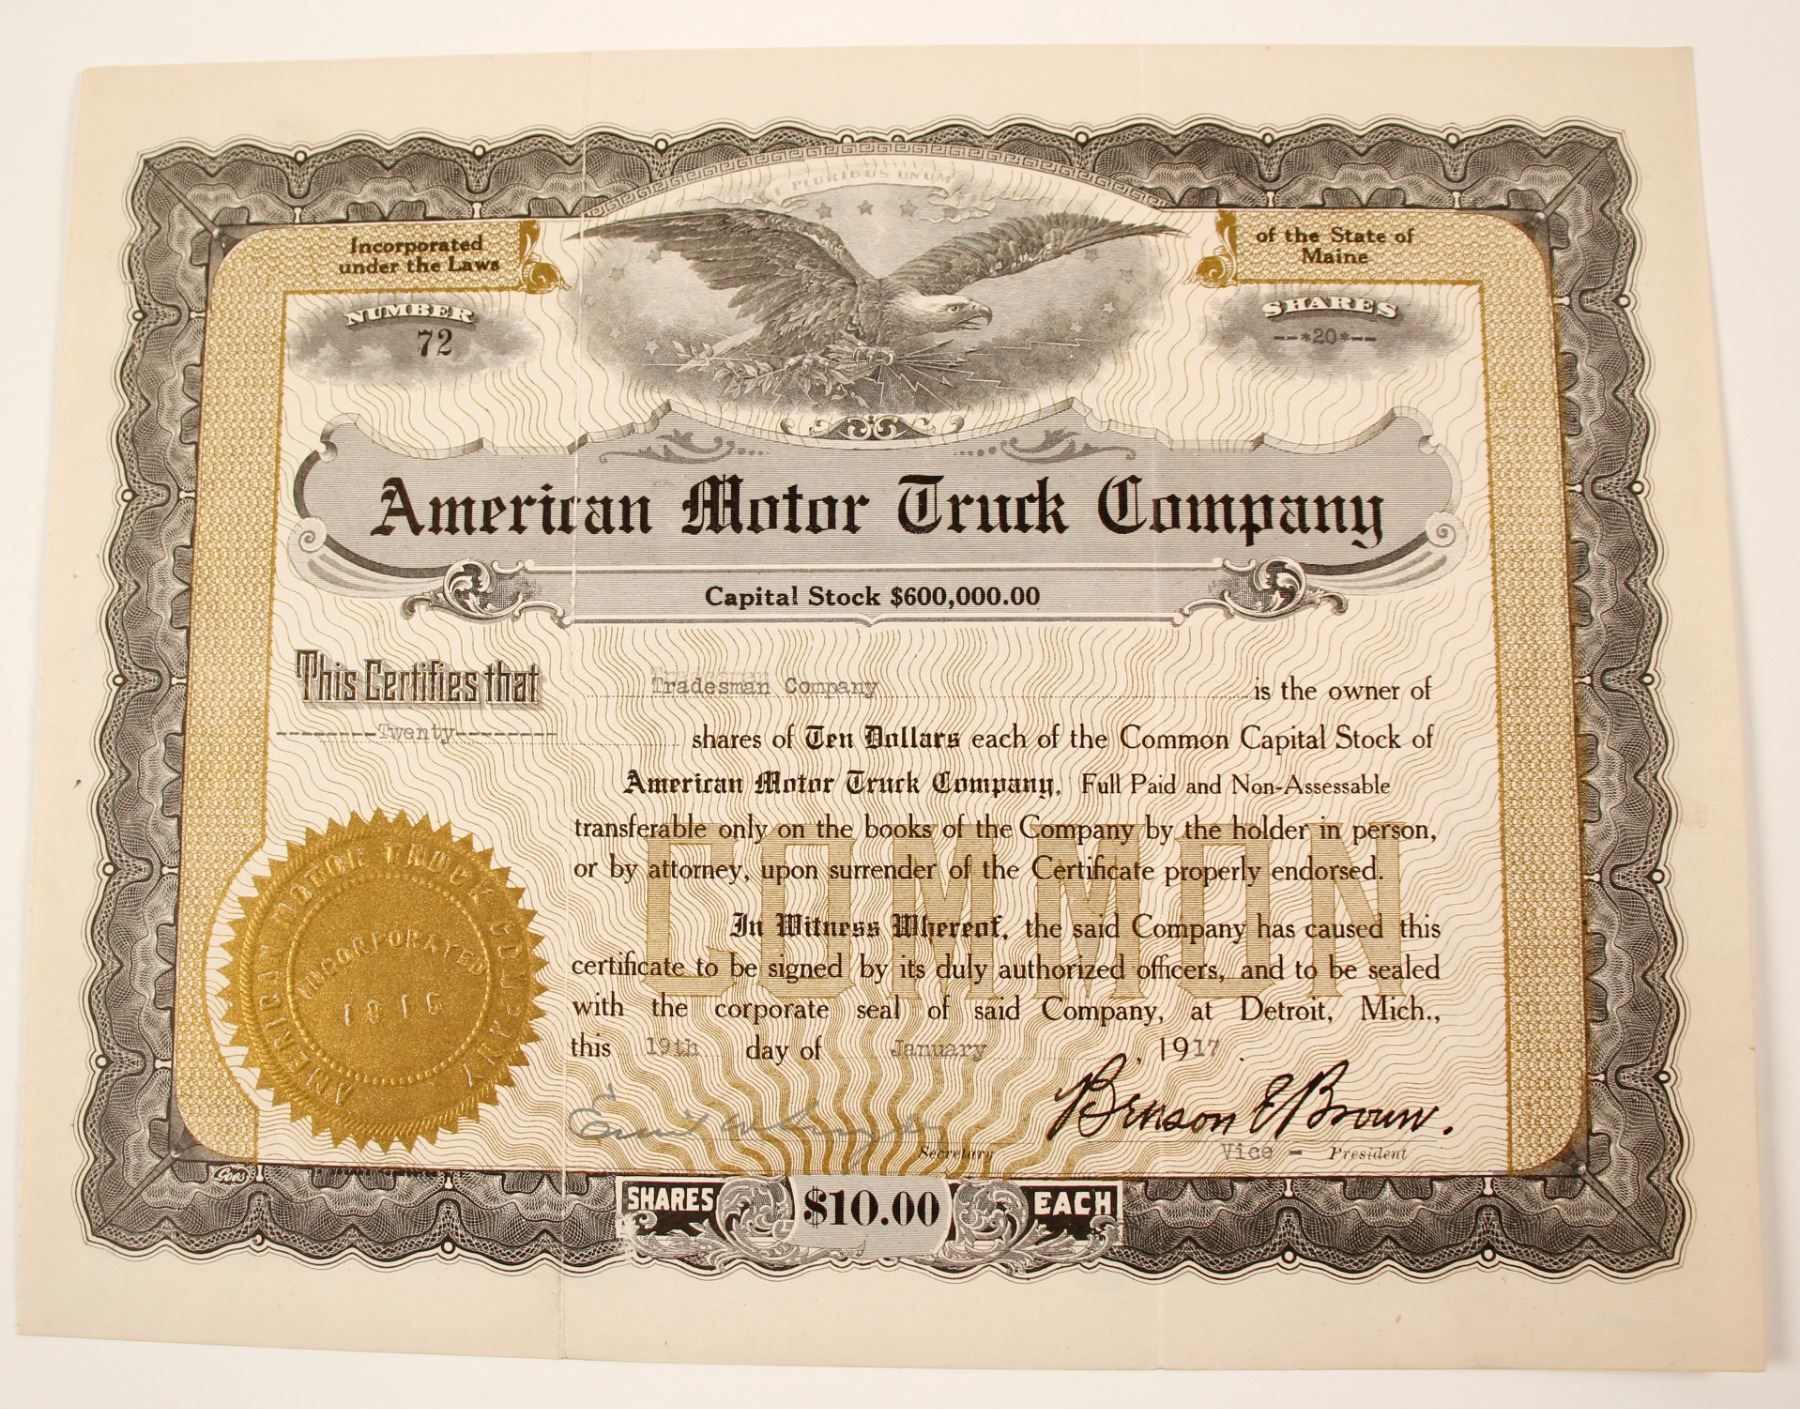 E PLURIBUS UNUM
Incorporated
under the Laws
of the State of
Maine
NUMBER
72
SHARES
--*20*--
American Motor Truck Company
Capital Stock $600,000.00
This Certifies that Tradesman Company is the owner of
-----Twenty----- shares of Ten Dollars each of the Common Capital Stock of
American Motor Truck Company, Full Paid and Non-Assessable
transferable only on the books of the Company by the holder in person,
or by attorney, upon surrender of the Certificate properly endorsed.
COMMON
In Witness Whereof, the said Company has caused this
certificate to be signed by its duly authorized officers, and to be sealed
with the corporate seal of said Company, at Detroit, Mich.,
this 19th day of January, 1917.
AMERICAN MOTOR TRUCK COMPANY
INCORPORATED
1916
Benson E Brown.
Secretary
Vice - President
SHARES $10.00 EACH